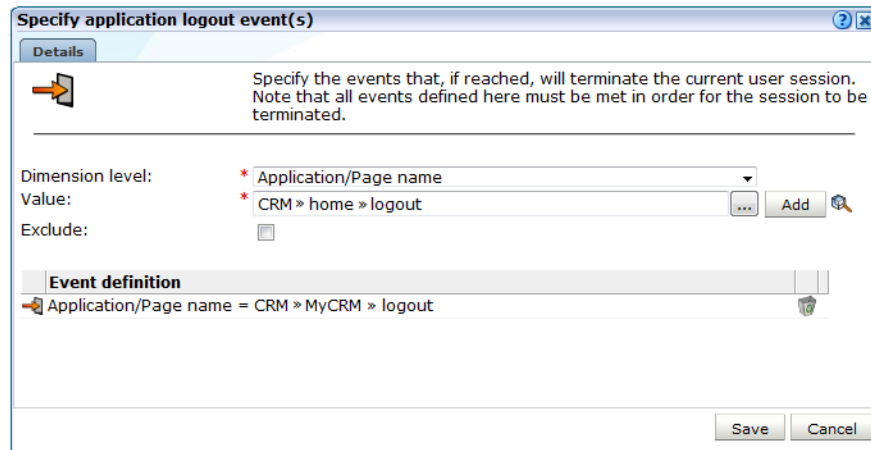 Specify application logout event(s)
Details
Specify the events that, if reached, will terminate the current user session.
Note that all events defined here must be met in order for the session to be
terminated.
Dimension level: * Application/Page name
Value: * CRM » home » logout ... Add
Exclude:
Event definition
Application/Page name = CRM » MyCRM » logout
Save Cancel